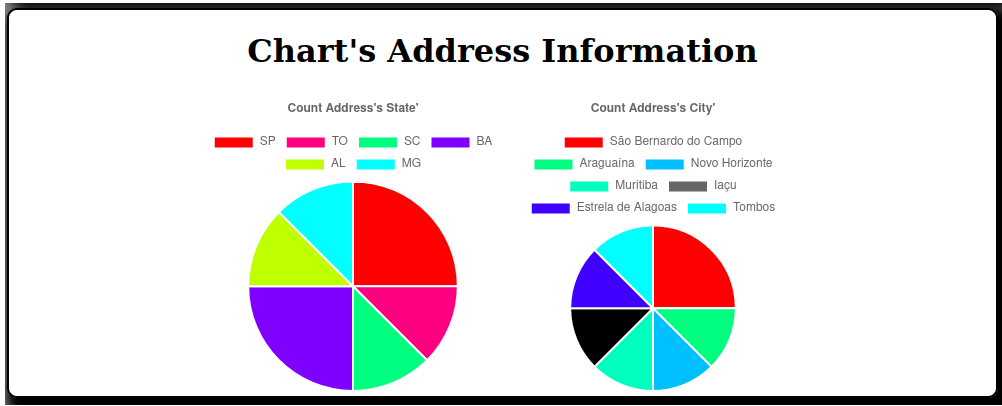 Chart's Address Information
Count Address's State'
SP TO SC BA
AL MG
Count Address's City'
São Bernardo do Campo
Araguaína Novo Horizonte
Muritiba Iaçu
Estrela de Alagoas Tombos